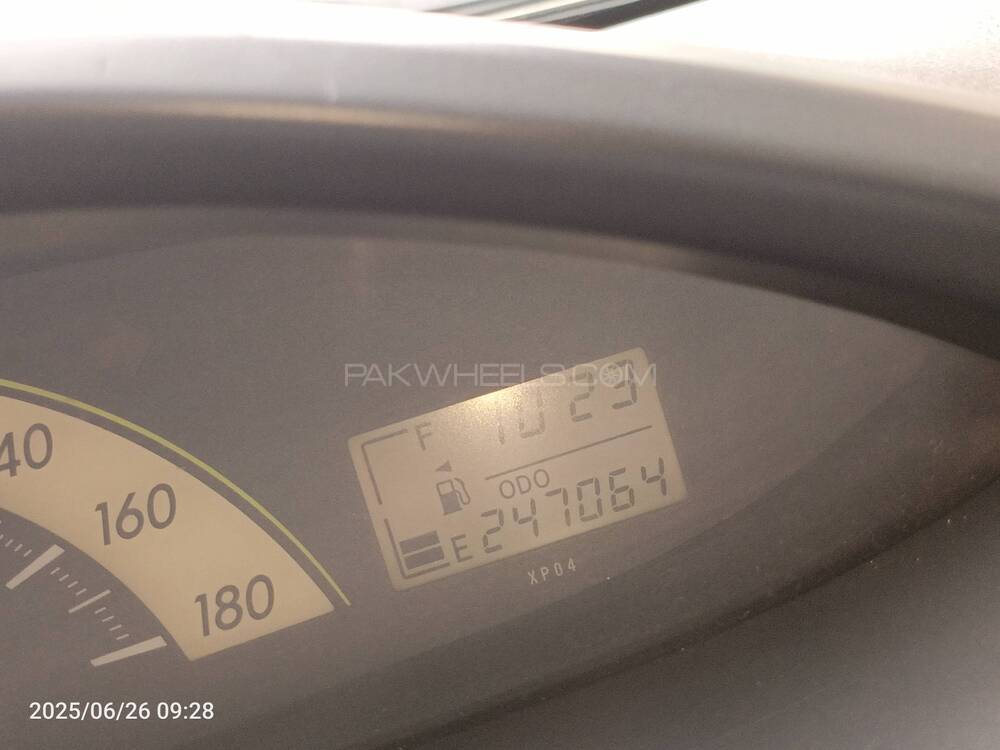 PAKWHEELS.COM
F 10 29
ODO
E 247064
XP04
40
160
180
2025/06/26 09:28